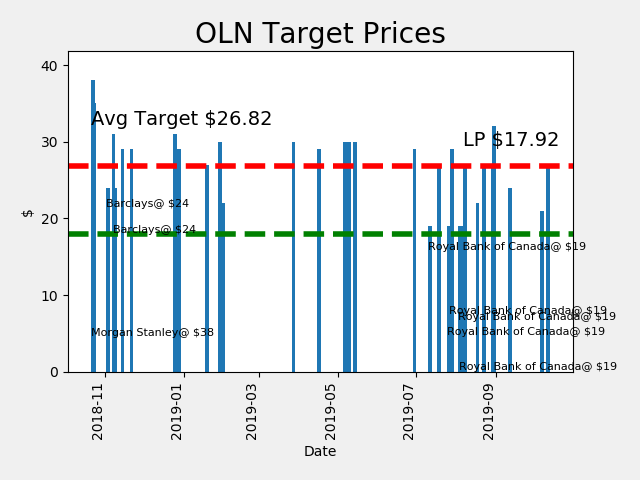 OLN Target Prices
40
Avg Target $26.82
LP $17.92
30
Barclays@ $24
20
Barclays@ $24
Royal Bank of Canada@ $19
$
10
Royal Bank of Canada@ $19
Royal Bank of Canada@ $19
Morgan Stanley@ $38
Royal Bank of Canada@ $19
Royal Bank of Canada@ $19
0
2018-11
2019-01
2019-03
2019-05
2019-07
2019-09
Date